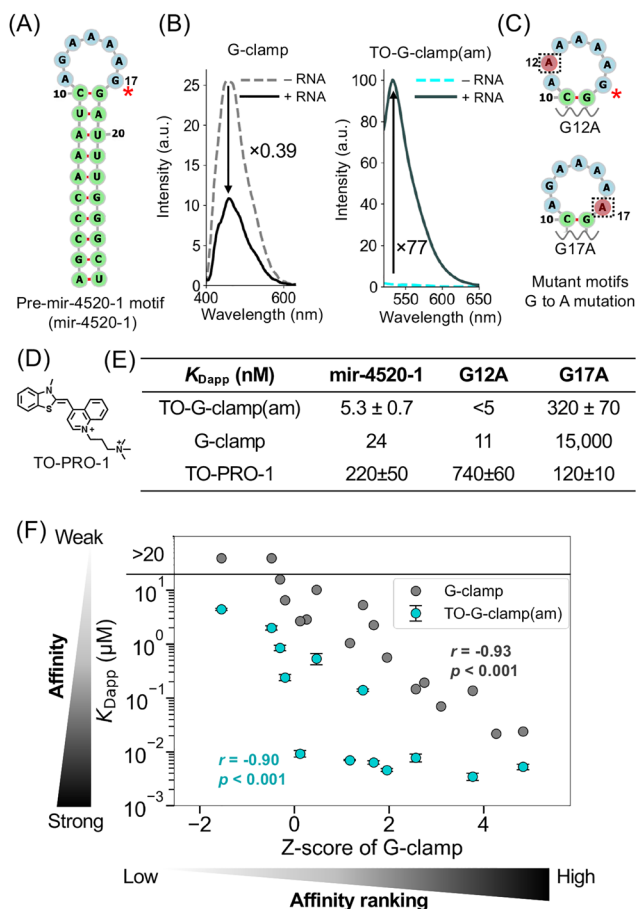 (A)
A A A A G A G
10 C G 17 *
U A
A U 20
A U
A U
C G
C G
C G
G C
A U
Pre-mir-4520-1 motif
(mir-4520-1)
(B)
G-clamp
Intensity (a.u.)
25
20
15
10
5
0
− RNA
+ RNA
×0.39
400 500 600
Wavelength (nm)
TO-G-clamp(am)
Intensity (a.u.)
100
80
60
40
20
0
− RNA
+ RNA
×77
550 600 650
Wavelength (nm)
(C)
12 A A A A A A G *
10 C G
G12A
G A A A A A 17
10 C G
G17A
Mutant motifs
G to A mutation
(D)
N S N+ N+
TO-PRO-1
(E)
KDapp (nM) mir-4520-1 G12A G17A
TO-G-clamp(am) 5.3 ± 0.7 <5 320 ± 70
G-clamp 24 11 15,000
TO-PRO-1 220±50 740±60 120±10
(F)
Weak
Affinity
Strong
KDapp (μM)
>20
10^1
10^0
10^-1
10^-2
10^-3
G-clamp
TO-G-clamp(am)
r = -0.93
p < 0.001
r = -0.90
p < 0.001
−2 0 2 4
Z-score of G-clamp
Low High
Affinity ranking